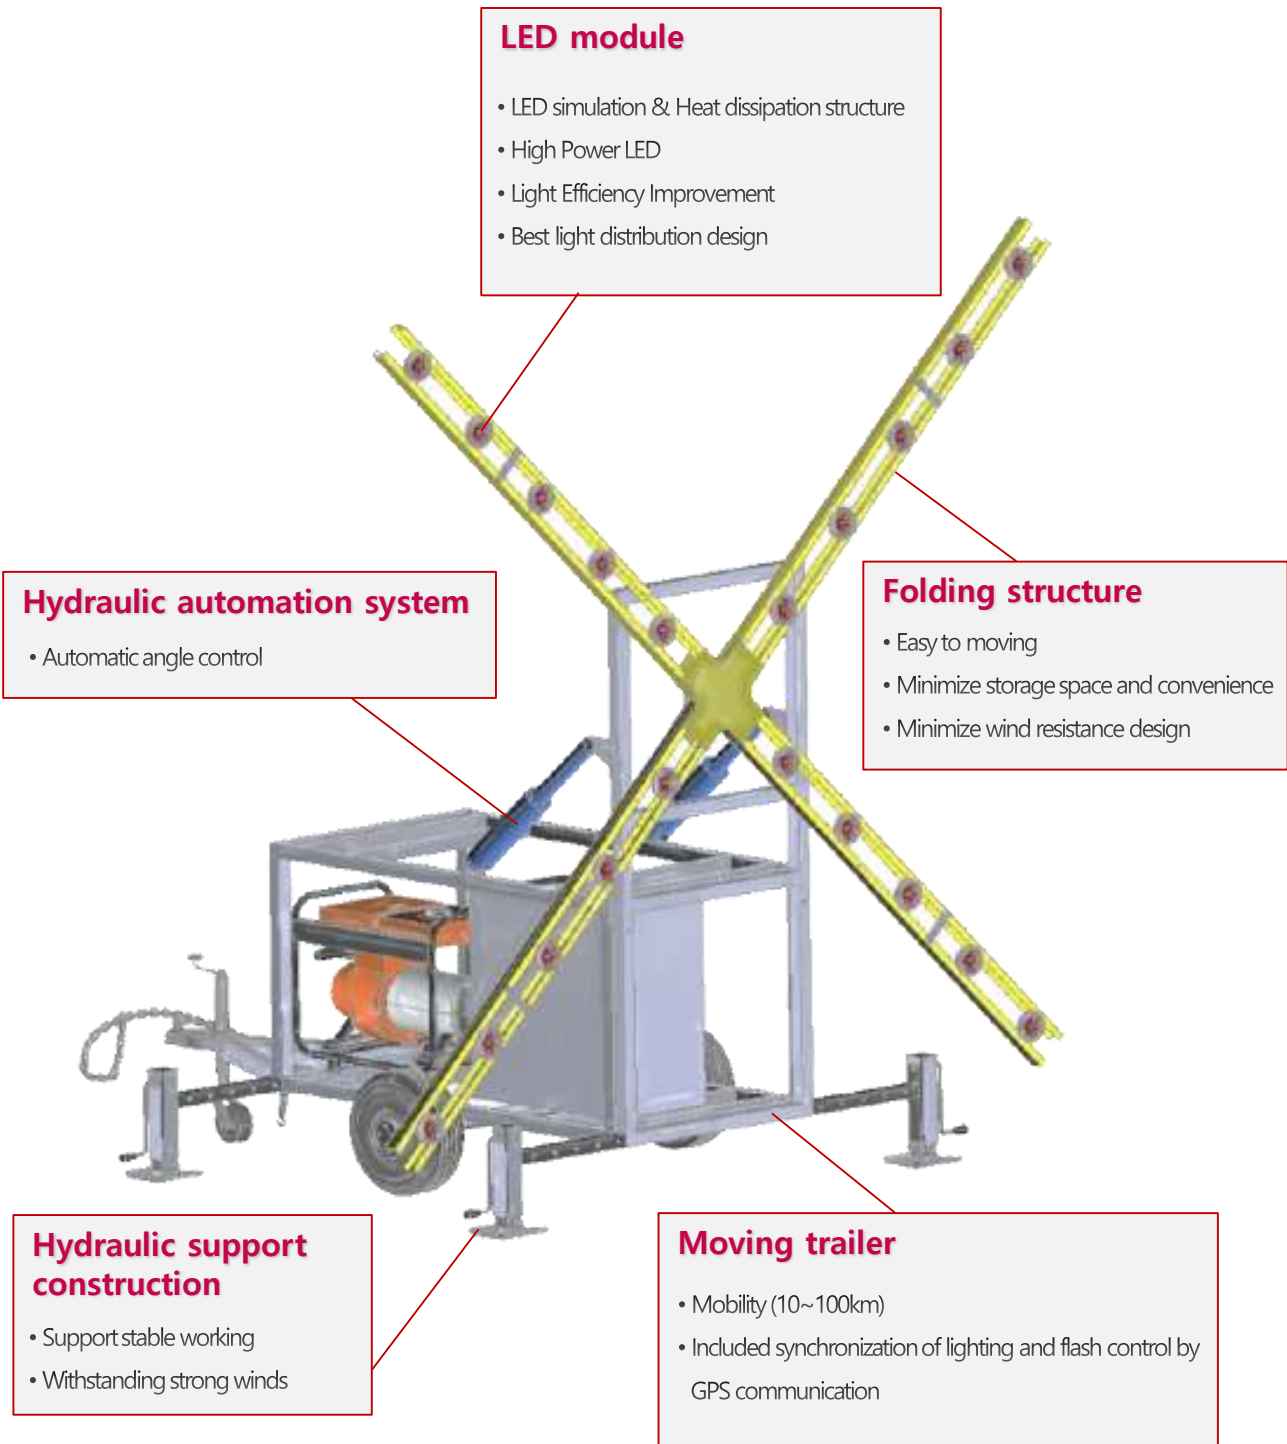 LED module
• LED simulation & Heat dissipation structure
• High Power LED
• Light Efficiency Improvement
• Best light distribution design
Hydraulic automation system
• Automatic angle control
Folding structure
• Easy to moving
• Minimize storage space and convenience
• Minimize wind resistance design
Hydraulic support
construction
• Support stable working
• Withstanding strong winds
Moving trailer
• Mobility (10~100km)
• Included synchronization of lighting and flash control by
GPS communication